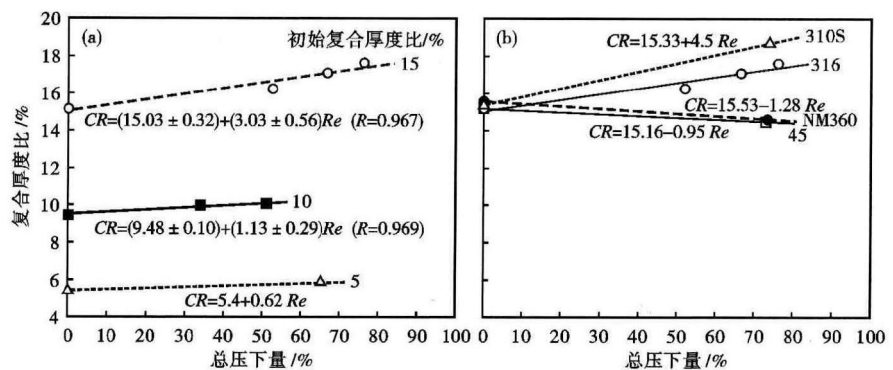 (a)
初始复合厚度比/%
15
CR=(15.03 ± 0.32)+(3.03 ± 0.56)Re (R=0.967)
10
CR=(9.48 ± 0.10)+(1.13 ± 0.29)Re (R=0.969)
5
CR=5.4+0.62 Re
复合厚度比/%
20
18
16
14
12
10
8
6
4
0 10 20 30 40 50 60 70 80 90 100
总压下量/%
(b)
310S
CR=15.33+4.5 Re
316
CR=15.53–1.28 Re
NM360
CR=15.16–0.95 Re
45
0 10 20 30 40 50 60 70 80 90 100
总压下量/%